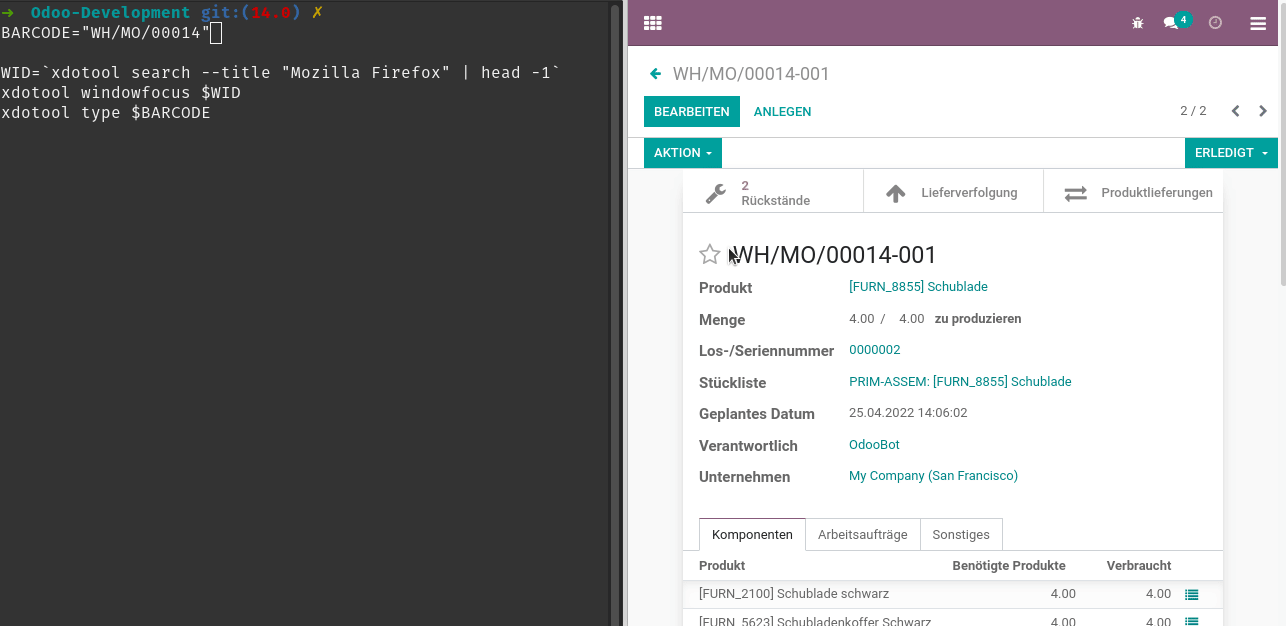 ➜ Odoo-Development git:(14.0) ✗
BARCODE="WH/MO/00014"
WID=`xdotool search --title "Mozilla Firefox" | head -1`
xdotool windowfocus $WID
xdotool type $BARCODE
4
WH/MO/00014-001
BEARBEITEN ANLEGEN 2 / 2
AKTION ERLEDIGT
2
Rückstände Lieferverfolgung Produktlieferungen
WH/MO/00014-001
Produkt [FURN_8855] Schublade
Menge 4.00 / 4.00 zu produzieren
Los-/Seriennummer 0000002
Stückliste PRIM-ASSEM: [FURN_8855] Schublade
Geplantes Datum 25.04.2022 14:06:02
Verantwortlich OdooBot
Unternehmen My Company (San Francisco)
Komponenten Arbeitsaufträge Sonstiges
Produkt Benötigte Produkte Verbraucht
[FURN_2100] Schublade schwarz 4.00 4.00
[FURN_5623] Schubladenkoffer Schwarz 4.00 4.00